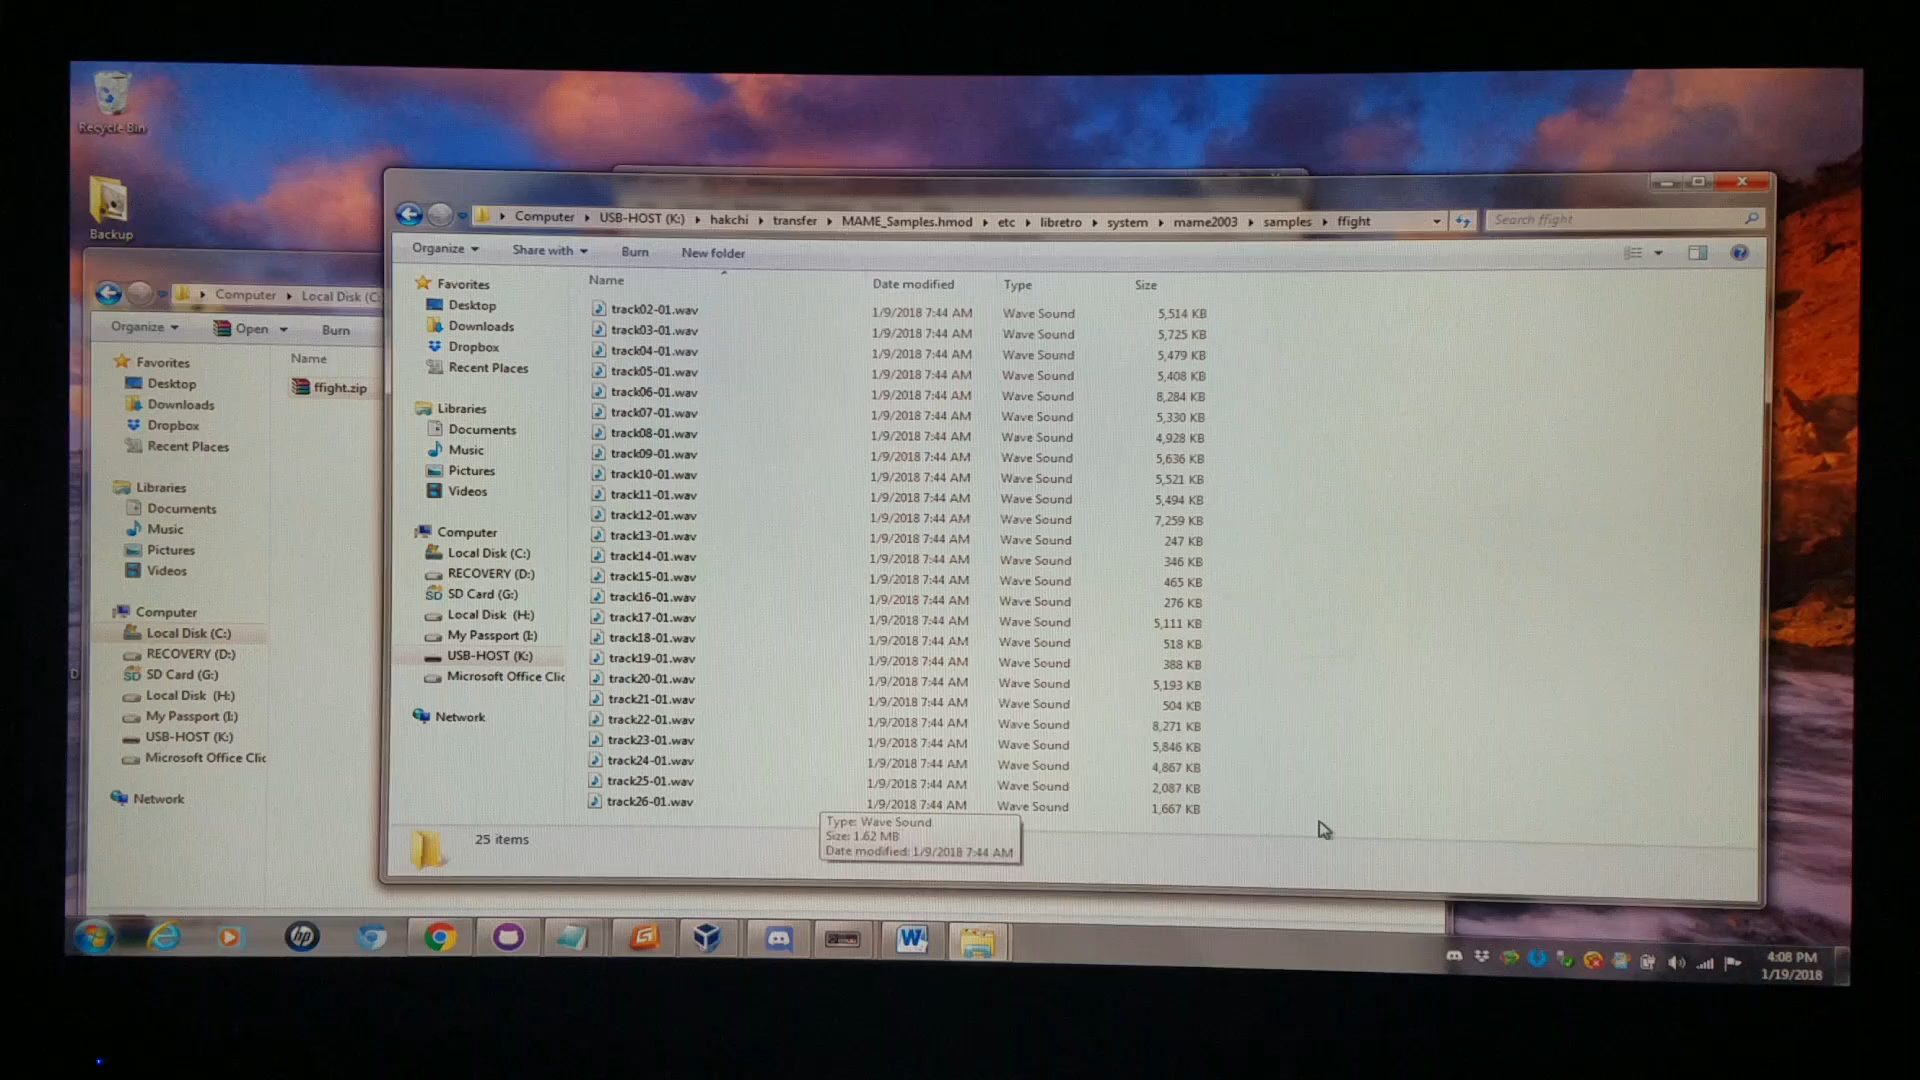 Recycle Bin
Backup
Computer Local Disk (C:
Organize Open Burn
Favorites
Desktop
Downloads
Dropbox
Recent Places
Libraries
Documents
Music
Pictures
Videos
Computer
Local Disk (C:)
RECOVERY (D:)
SD Card (G:)
Local Disk (H:)
My Passport (I:)
USB-HOST (K:)
Microsoft Office Clic
Network
Name
ffight.zip
Computer USB-HOST (K:) hakchi transfer MAME_Samples.hmod etc libretro system mame2003 samples ffight
Search ffight
Organize Share with Burn New folder
Favorites
Desktop
Downloads
Dropbox
Recent Places
Libraries
Documents
Music
Pictures
Videos
Computer
Local Disk (C:)
RECOVERY (D:)
SD Card (G:)
Local Disk (H:)
My Passport (I:)
USB-HOST (K:)
Microsoft Office Clic
Network
Name Date modified Type Size
track02-01.wav 1/9/2018 7:44 AM Wave Sound 5,514 KB
track03-01.wav 1/9/2018 7:44 AM Wave Sound 5,725 KB
track04-01.wav 1/9/2018 7:44 AM Wave Sound 5,479 KB
track05-01.wav 1/9/2018 7:44 AM Wave Sound 5,408 KB
track06-01.wav 1/9/2018 7:44 AM Wave Sound 8,284 KB
track07-01.wav 1/9/2018 7:44 AM Wave Sound 5,330 KB
track08-01.wav 1/9/2018 7:44 AM Wave Sound 4,928 KB
track09-01.wav 1/9/2018 7:44 AM Wave Sound 5,636 KB
track10-01.wav 1/9/2018 7:44 AM Wave Sound 5,521 KB
track11-01.wav 1/9/2018 7:44 AM Wave Sound 5,494 KB
track12-01.wav 1/9/2018 7:44 AM Wave Sound 7,259 KB
track13-01.wav 1/9/2018 7:44 AM Wave Sound 247 KB
track14-01.wav 1/9/2018 7:44 AM Wave Sound 346 KB
track15-01.wav 1/9/2018 7:44 AM Wave Sound 465 KB
track16-01.wav 1/9/2018 7:44 AM Wave Sound 276 KB
track17-01.wav 1/9/2018 7:44 AM Wave Sound 5,111 KB
track18-01.wav 1/9/2018 7:44 AM Wave Sound 518 KB
track19-01.wav 1/9/2018 7:44 AM Wave Sound 388 KB
track20-01.wav 1/9/2018 7:44 AM Wave Sound 5,193 KB
track21-01.wav 1/9/2018 7:44 AM Wave Sound 504 KB
track22-01.wav 1/9/2018 7:44 AM Wave Sound 8,271 KB
track23-01.wav 1/9/2018 7:44 AM Wave Sound 5,846 KB
track24-01.wav 1/9/2018 7:44 AM Wave Sound 4,867 KB
track25-01.wav 1/9/2018 7:44 AM Wave Sound 2,087 KB
track26-01.wav 1/9/2018 7:44 AM Wave Sound 1,667 KB
Type: Wave Sound
Size: 1.62 MB
Date modified: 1/9/2018 7:44 AM
25 items
hp
W
4:08 PM
1/19/2018